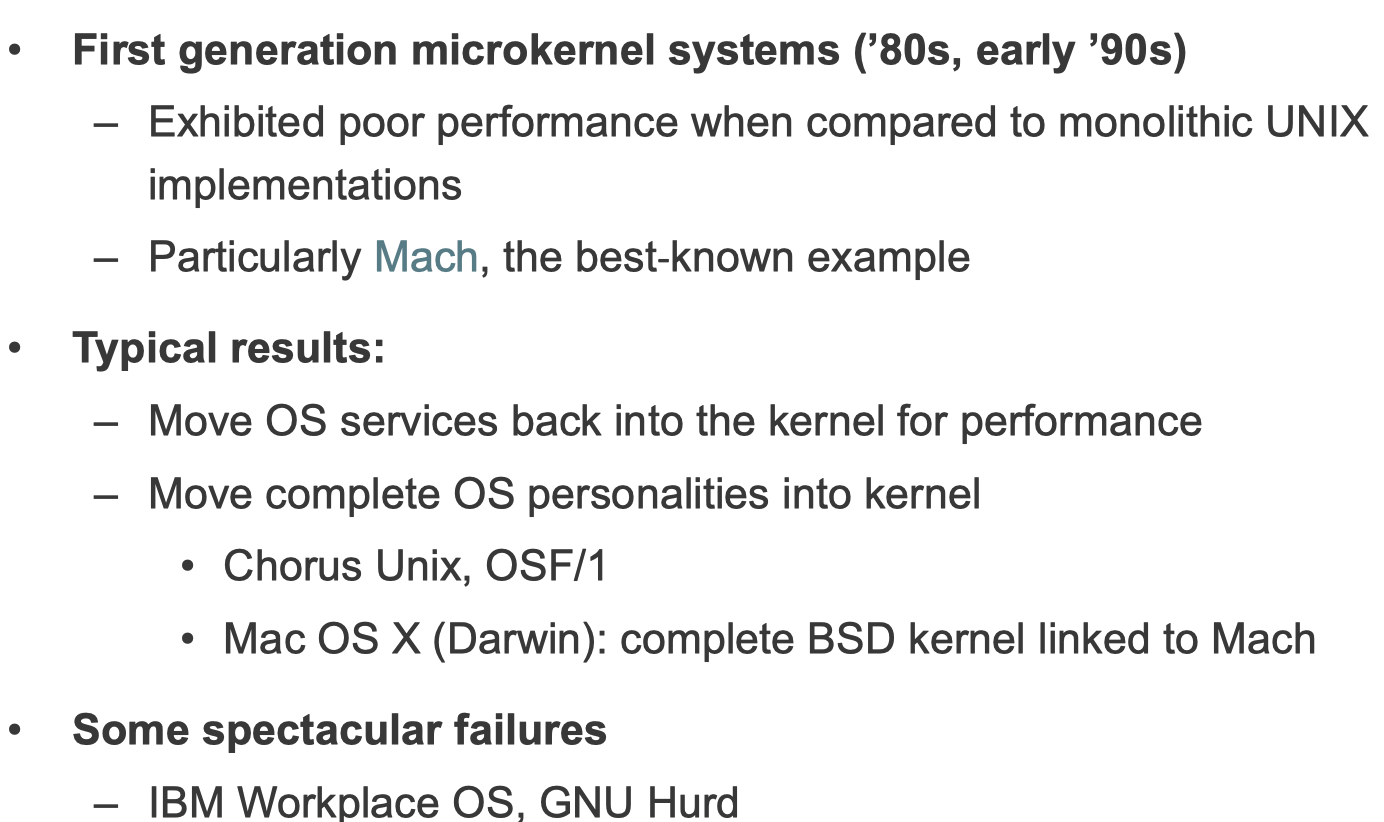 • First generation microkernel systems (’80s, early ’90s)
– Exhibited poor performance when compared to monolithic UNIX
implementations
– Particularly Mach, the best-known example
• Typical results:
– Move OS services back into the kernel for performance
– Move complete OS personalities into kernel
• Chorus Unix, OSF/1
• Mac OS X (Darwin): complete BSD kernel linked to Mach
• Some spectacular failures
– IBM Workplace OS, GNU Hurd